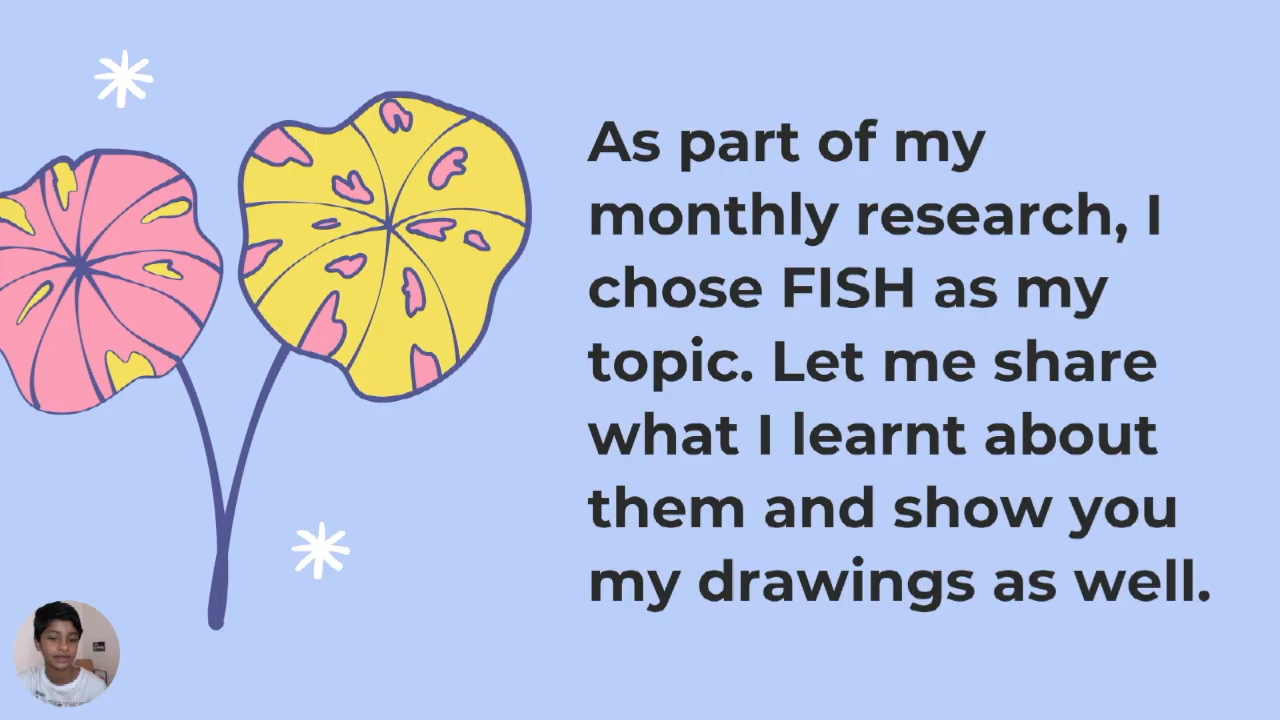 As part of my
monthly research, I
chose FISH as my
topic. Let me share
what I learnt about
them and show you
my drawings as well.